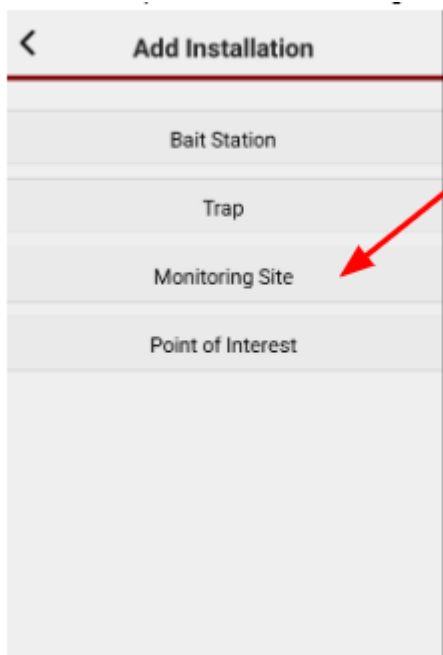 Add Installation
Bait Station
Trap
Monitoring Site
Point of Interest